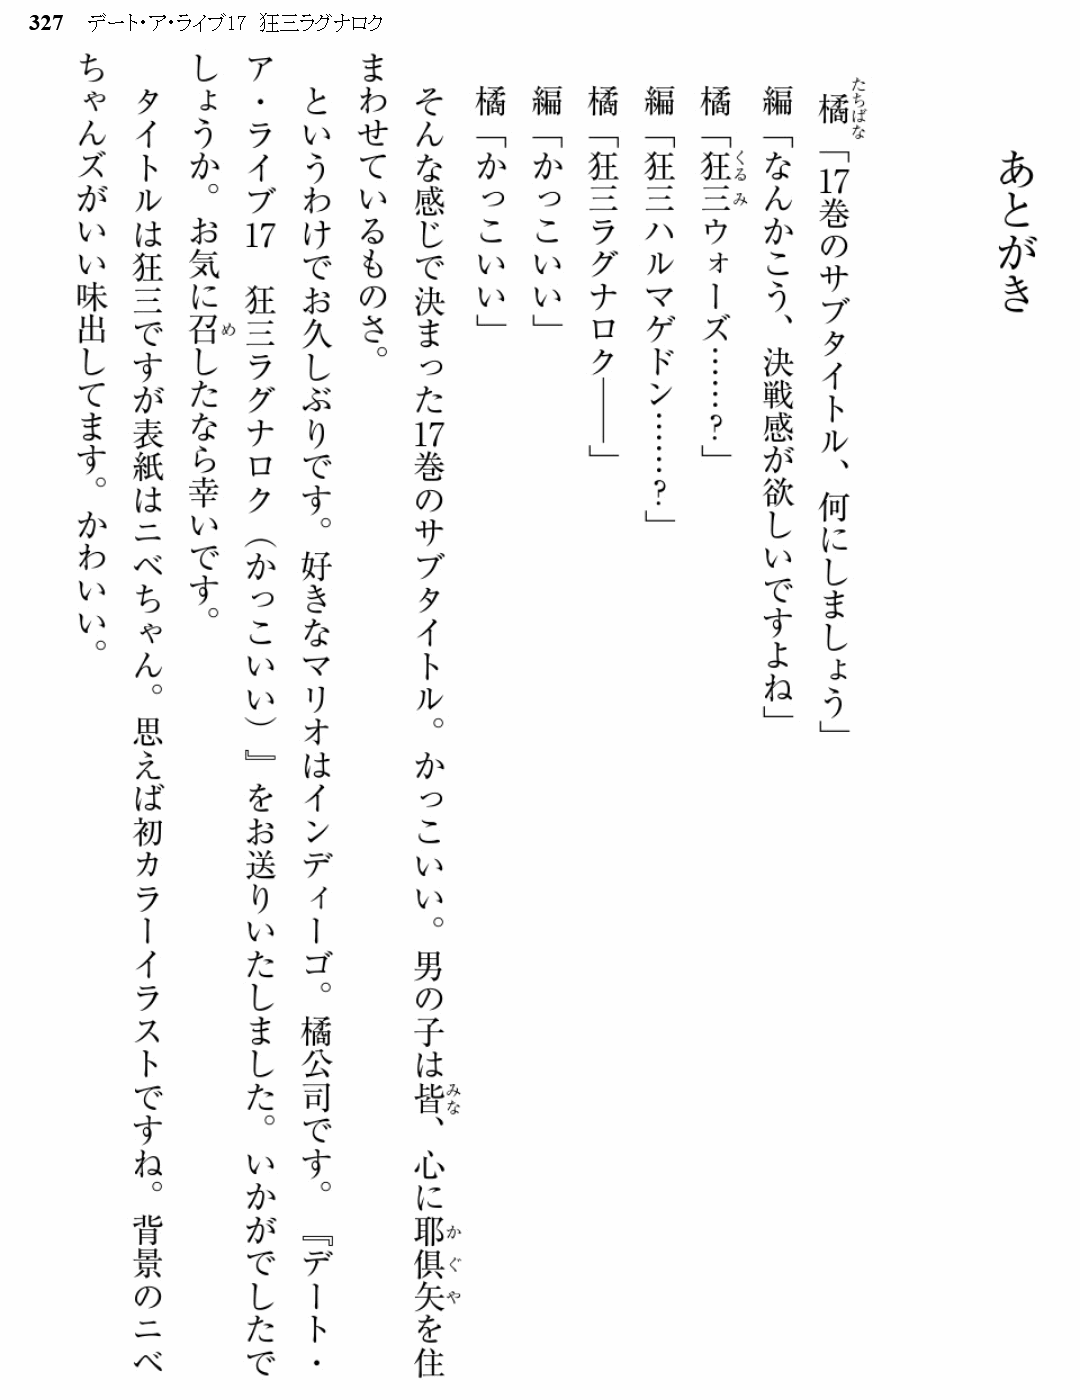 327 デート・ア・ライブ17 狂三ラグナロク
あとがき
橘「17巻のサブタイトル、何にしましょう」
たちばな
編「なんかこう、決戦感が欲しいですよね」
橘「狂三ウォーズ……?」
くるみ
編「狂三ハルマゲドン……?」
橘「狂三ラグナロク――」
編「かっこいい」
橘「かっこいい」
そんな感じで決まった17巻のサブタイトル。かっこいい。男の子は皆、心に耶倶矢を住
みな かぐや
まわせているものさ。
というわけでお久しぶりです。好きなマリオはインディーゴ。橘公司です。『デート・
ア・ライブ17 狂三ラグナロク（かっこいい）』をお送りいたしました。いかがでしたで
しょうか。お気に召したなら幸いです。
め
タイトルは狂三ですが表紙はニベちゃん。思えば初カラーイラストですね。背景のニベ
ちゃんズがいい味出してます。かわいい。